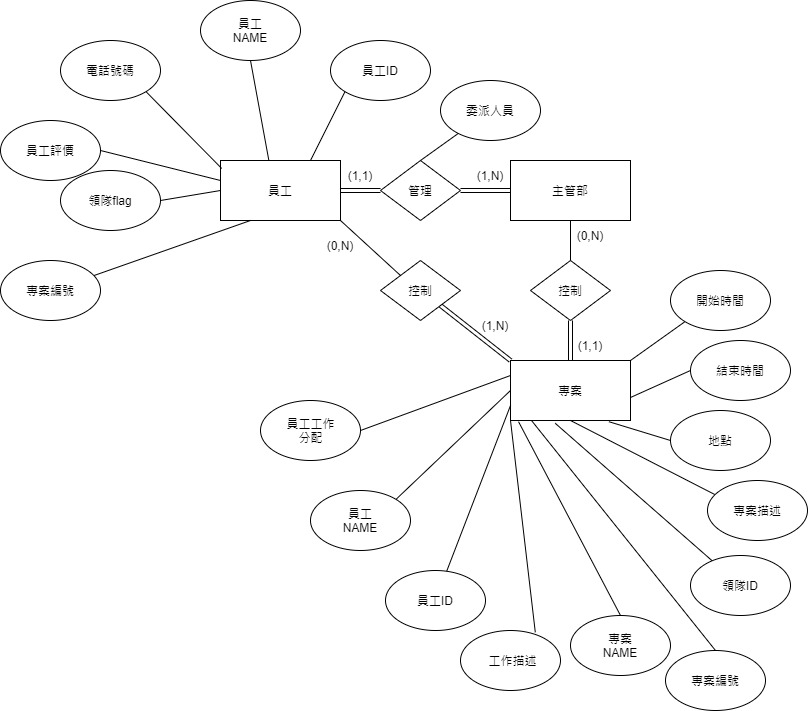 員工
NAME
電話號碼
員工ID
委派人員
員工評價
領隊flag
員工
(1,1)
管理
(1,N)
主管部
(0,N)
(0,N)
專案編號
控制
控制
開始時間
(1,N)
(1,1)
結束時間
專案
員工工作
分配
地點
員工
NAME
專案描述
員工ID
領隊ID
工作描述
專案
NAME
專案編號